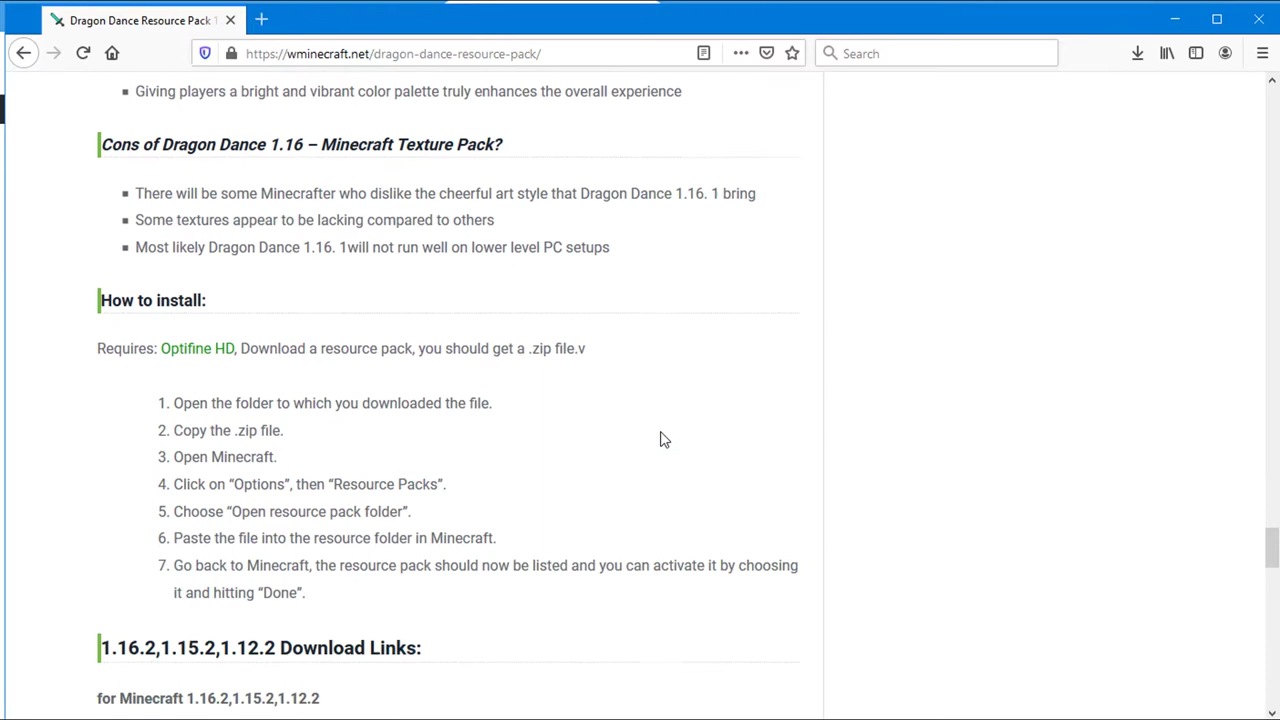 Dragon Dance Resource Pack 1
https://wminecraft.net/dragon-dance-resource-pack/
Search
Giving players a bright and vibrant color palette truly enhances the overall experience
Cons of Dragon Dance 1.16 – Minecraft Texture Pack?
There will be some Minecrafter who dislike the cheerful art style that Dragon Dance 1.16. 1 bring
Some textures appear to be lacking compared to others
Most likely Dragon Dance 1.16. 1will not run well on lower level PC setups
How to install:
Requires: Optifine HD, Download a resource pack, you should get a .zip file.v
1. Open the folder to which you downloaded the file.
2. Copy the .zip file.
3. Open Minecraft.
4. Click on “Options”, then “Resource Packs”.
5. Choose “Open resource pack folder”.
6. Paste the file into the resource folder in Minecraft.
7. Go back to Minecraft, the resource pack should now be listed and you can activate it by choosing
it and hitting “Done”.
1.16.2,1.15.2,1.12.2 Download Links:
for Minecraft 1.16.2,1.15.2,1.12.2